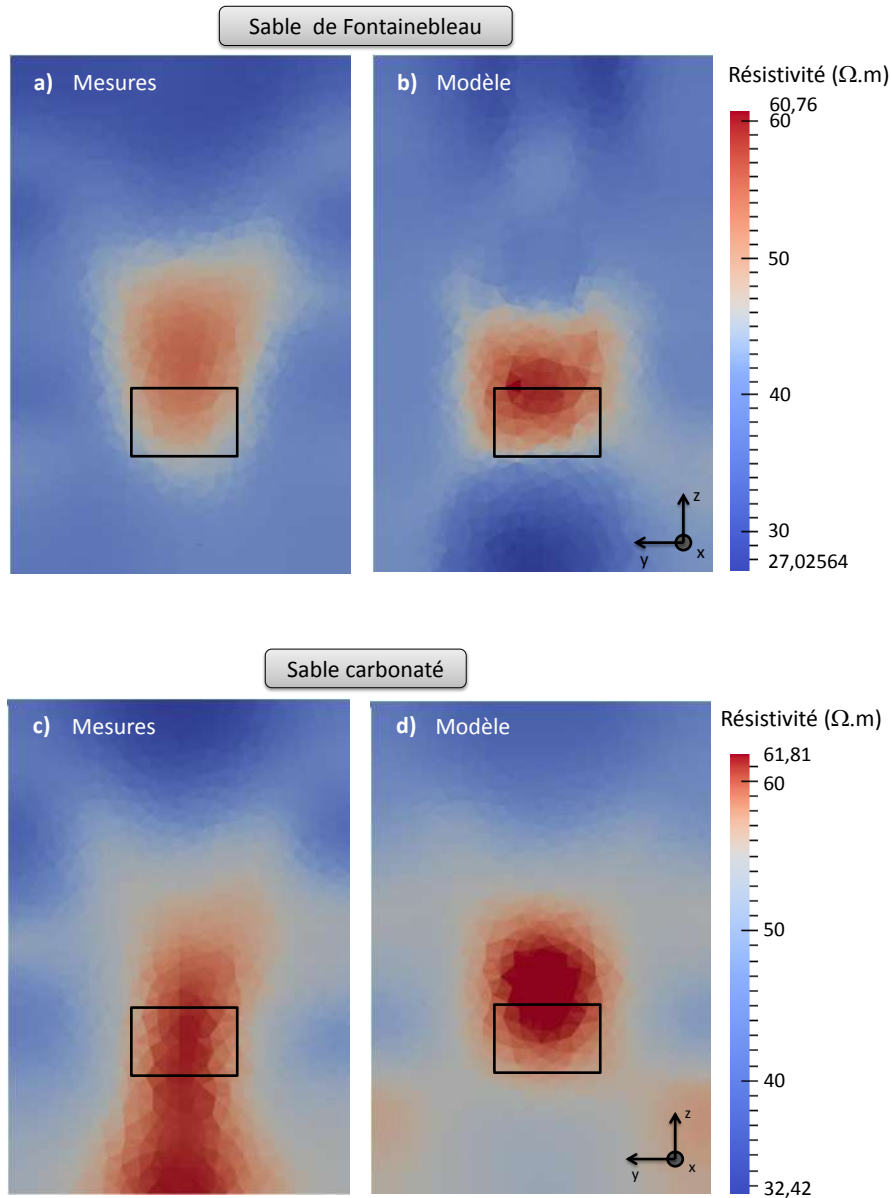 Sable de Fontainebleau
a) Mesures
b) Modèle
Résistivité (Ω.m)
60,76
60
50
40
30
27,02564
z
y
x
Sable carbonaté
c) Mesures
d) Modèle
Résistivité (Ω.m)
61,81
60
50
40
32,42
z
y
x